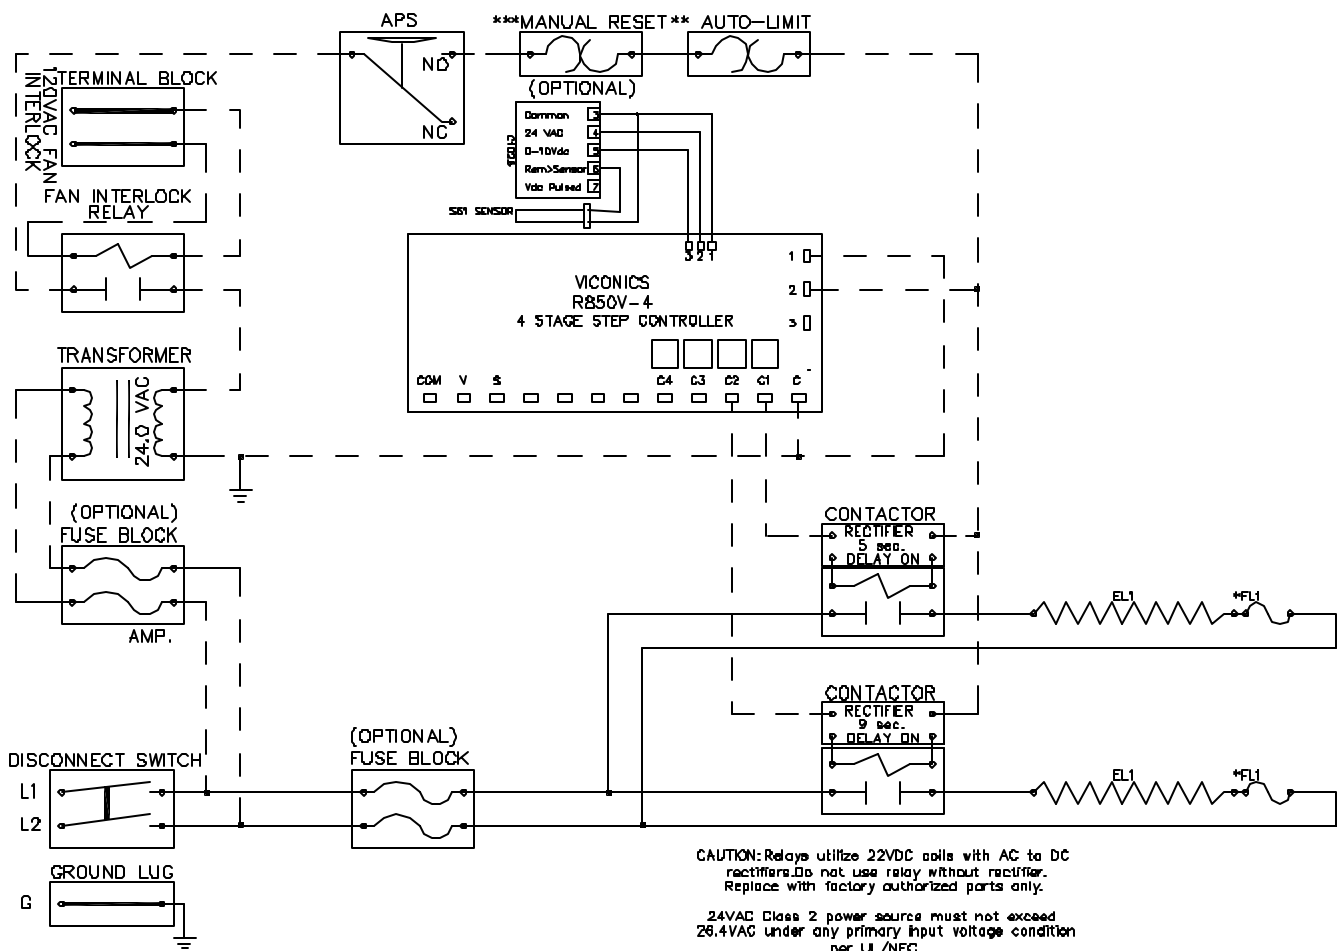 APS
***MANUAL RESET** AUTO-LIMIT
NO
NC
(OPTIONAL)
120VAC FAN
INTERLOCK
TERMINAL BLOCK
Common 3
24 VAC 4
0-10Vdc 5
Rem>Sensor 6
Vdc Pulsed 7
FAN INTERLOCK
RELAY
SENSOR
3 2 1
1
2
3
VICONICS
R850V-4
4 STAGE STEP CONTROLLER
COM V S C4 C3 C2 C1 C
TRANSFORMER
24.0 VAC
(OPTIONAL)
FUSE BLOCK
AMP.
CONTACTOR
RECTIFIER
5 sec.
DELAY ON
EL1 *FL1
CONTACTOR
RECTIFIER
9 sec.
DELAY ON
EL1 *FL1
(OPTIONAL)
FUSE BLOCK
DISCONNECT SWITCH
L1
L2
GROUND LUG
G
CAUTION: Relays utilize 22VDC coils with AC to DC
rectifiers.Do not use relay without rectifier.
Replace with factory authorized parts only.
24VAC Class 2 power source must not exceed
26.4VAC under any primary input voltage condition
per UL/NEC